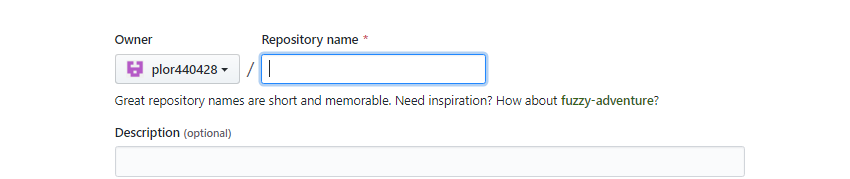 Owner Repository name *
plor440428 /
Great repository names are short and memorable. Need inspiration? How about fuzzy-adventure?
Description (optional)